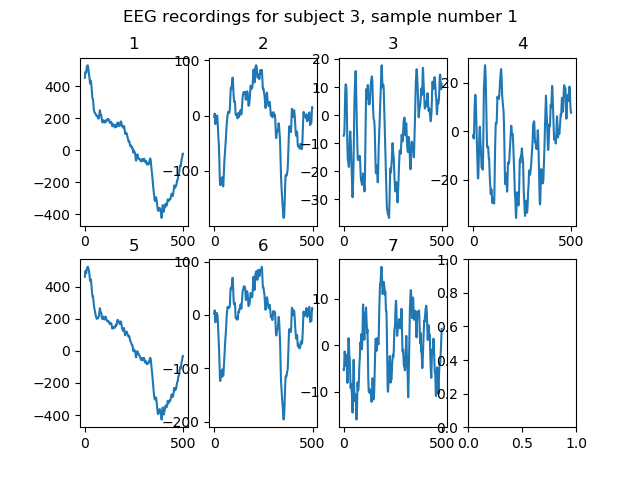 EEG recordings for subject 3, sample number 1
1 2 3 4
400 200 0 −200 −400
100 0 −100
20 10 0 −10 −20 −30
20 0 −20
0 500 0 500 0 500 0 500
5 6 7
400 200 0 −200 −400
100 0 −100 −200
10 0 −10
1.0 0.8 0.6 0.4 0.2 0.0
0 500 0 500 0 500 0.0 0.5 1.0